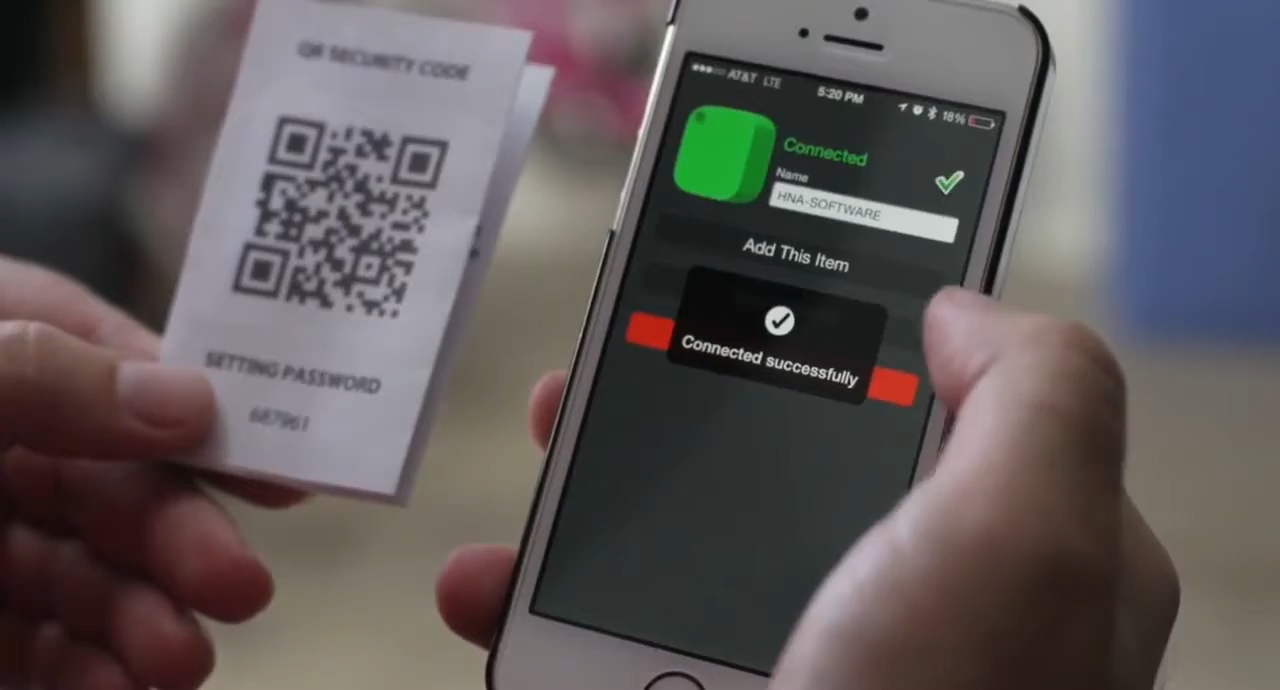 QR SECURITY CODE
SETTING PASSWORD
687961
AT&T LTE
5:20 PM
18%
Connected
Name
HNA-SOFTWARE
Add This Item
Connected successfully